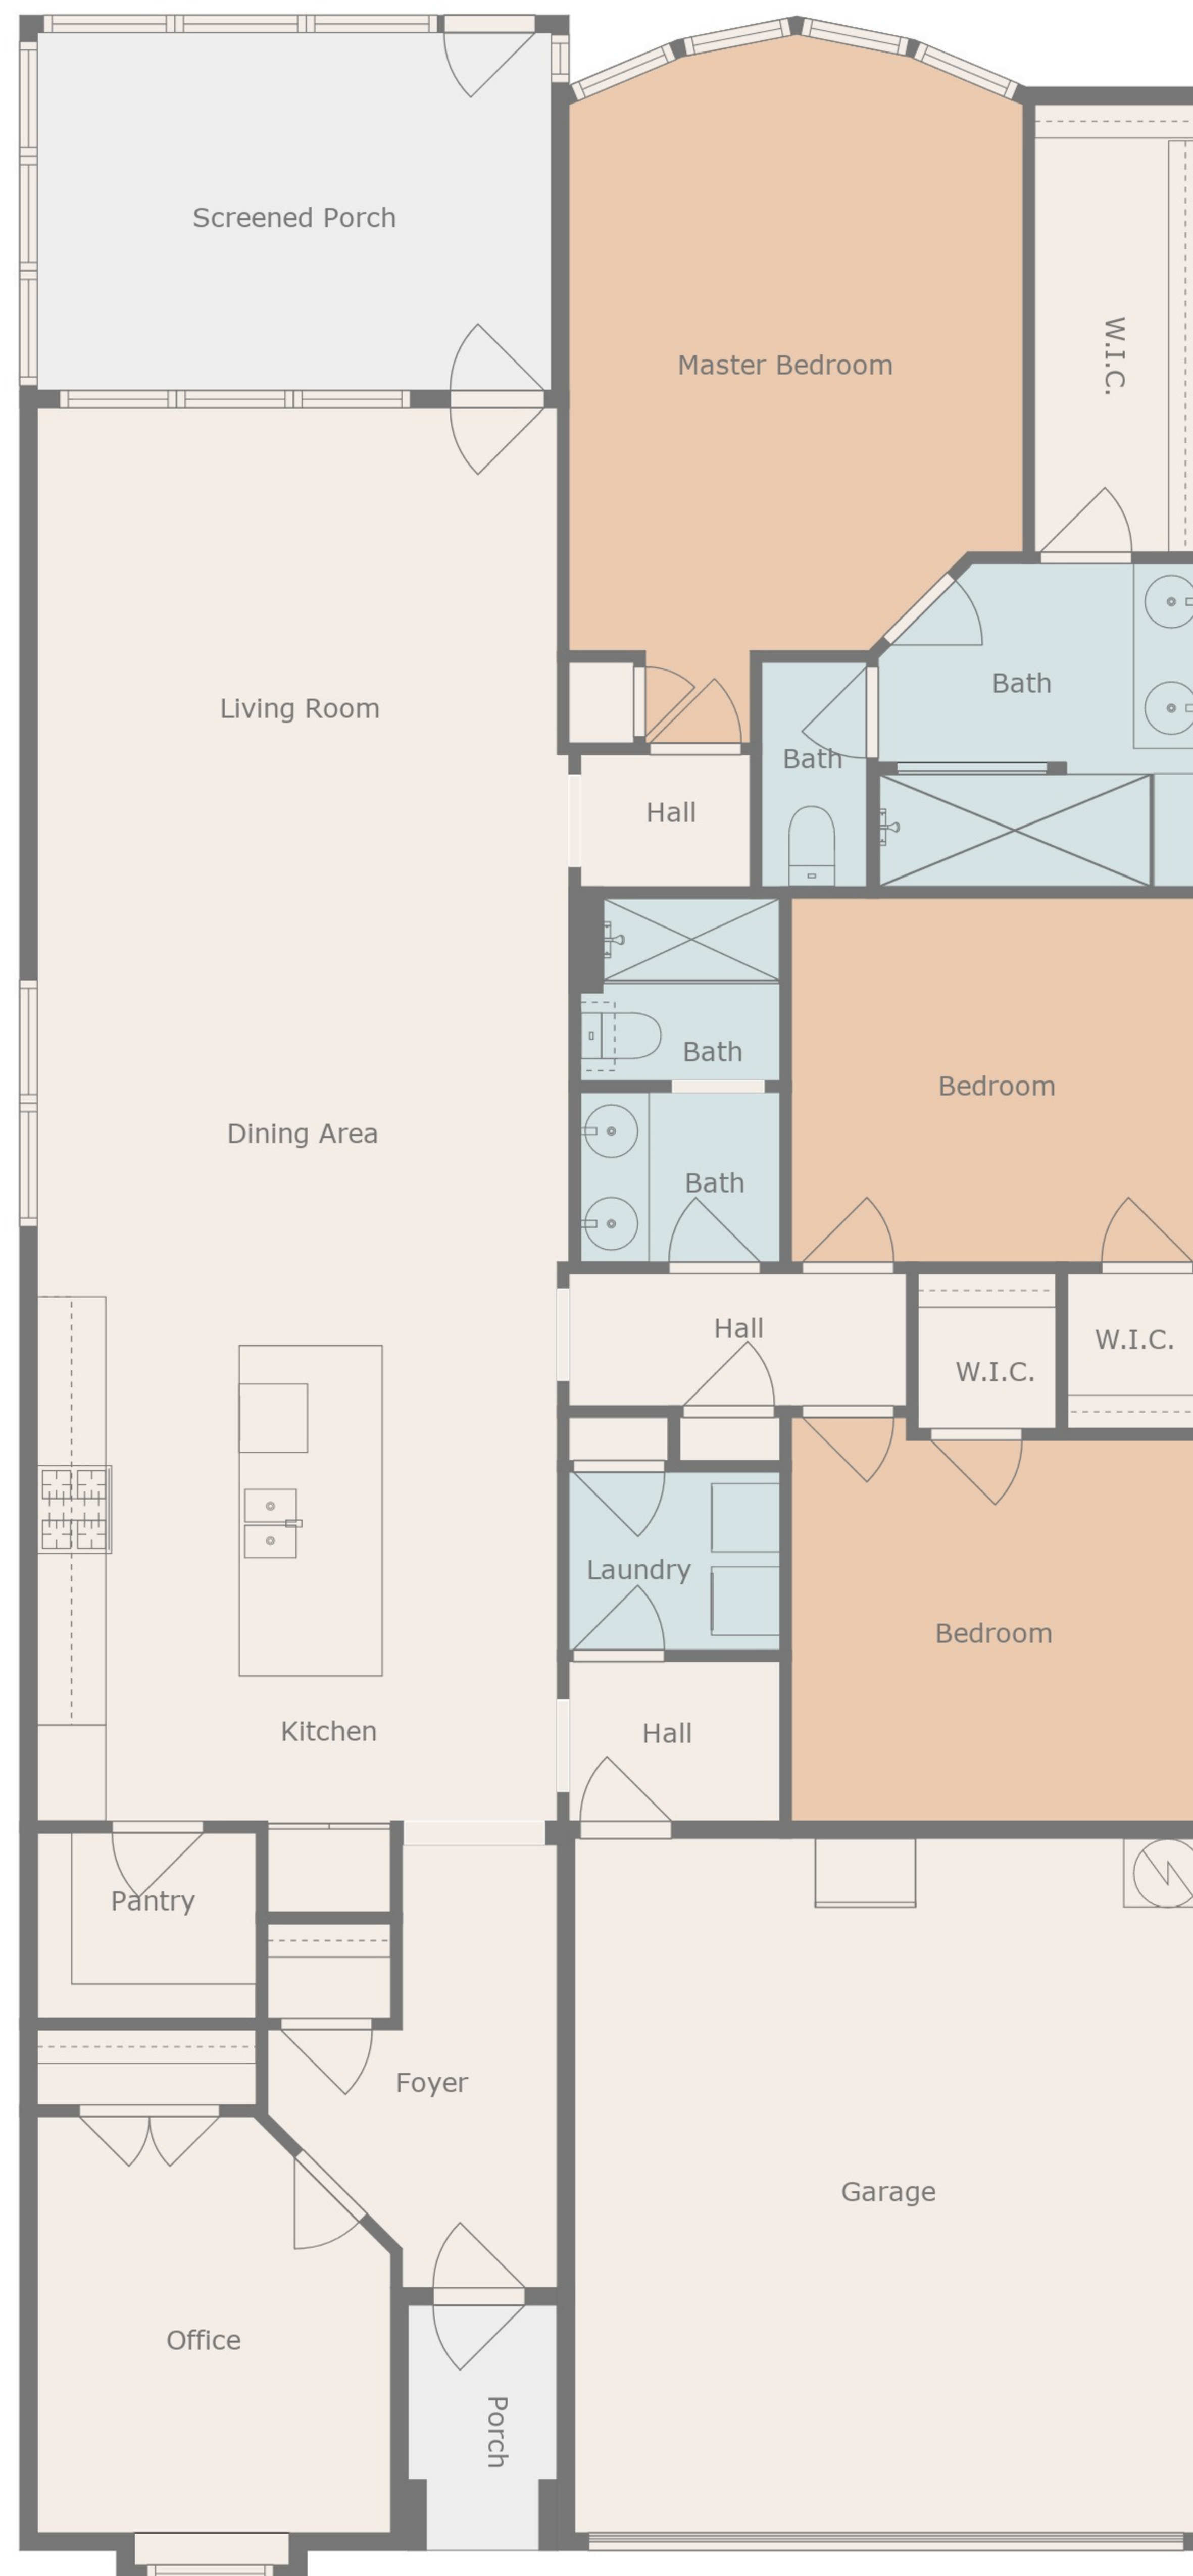 Screened Porch
Master Bedroom
W.I.C.
Living Room
Bath
Bath
Hall
Bath
Bedroom
Dining Area
Bath
Hall
W.I.C.
W.I.C.
Laundry
Bedroom
Kitchen
Hall
Pantry
Foyer
Garage
Office
Porch